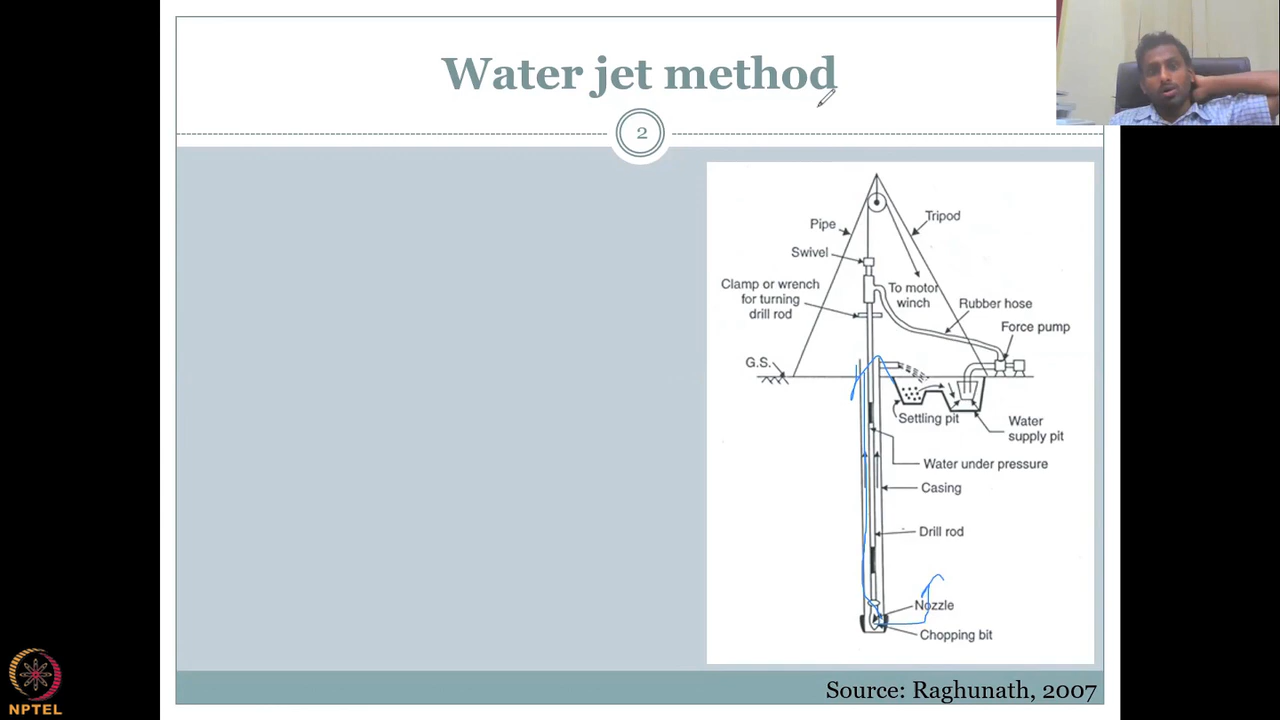 Water jet method
2
Pipe
Tripod
Swivel
Clamp or wrench
for turning
drill rod
To motor
winch
Rubber hose
Force pump
G.S.
Settling pit
Water
supply pit
Water under pressure
Casing
Drill rod
Nozzle
Chopping bit
Source: Raghunath, 2007
NPTEL